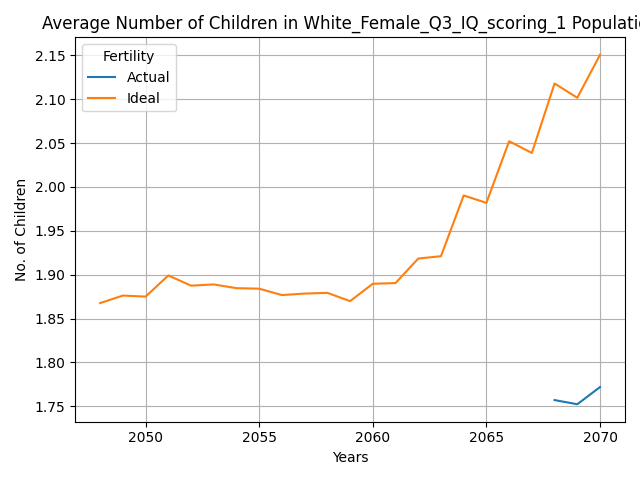 Average Number of Children in White_Female_Q3_IQ_scoring_1 Populatio
Fertility
Actual
Ideal
2.15
2.10
2.05
2.00
1.95
1.90
1.85
1.80
1.75
No. of Children
2050
2055
2060
2065
2070
Years